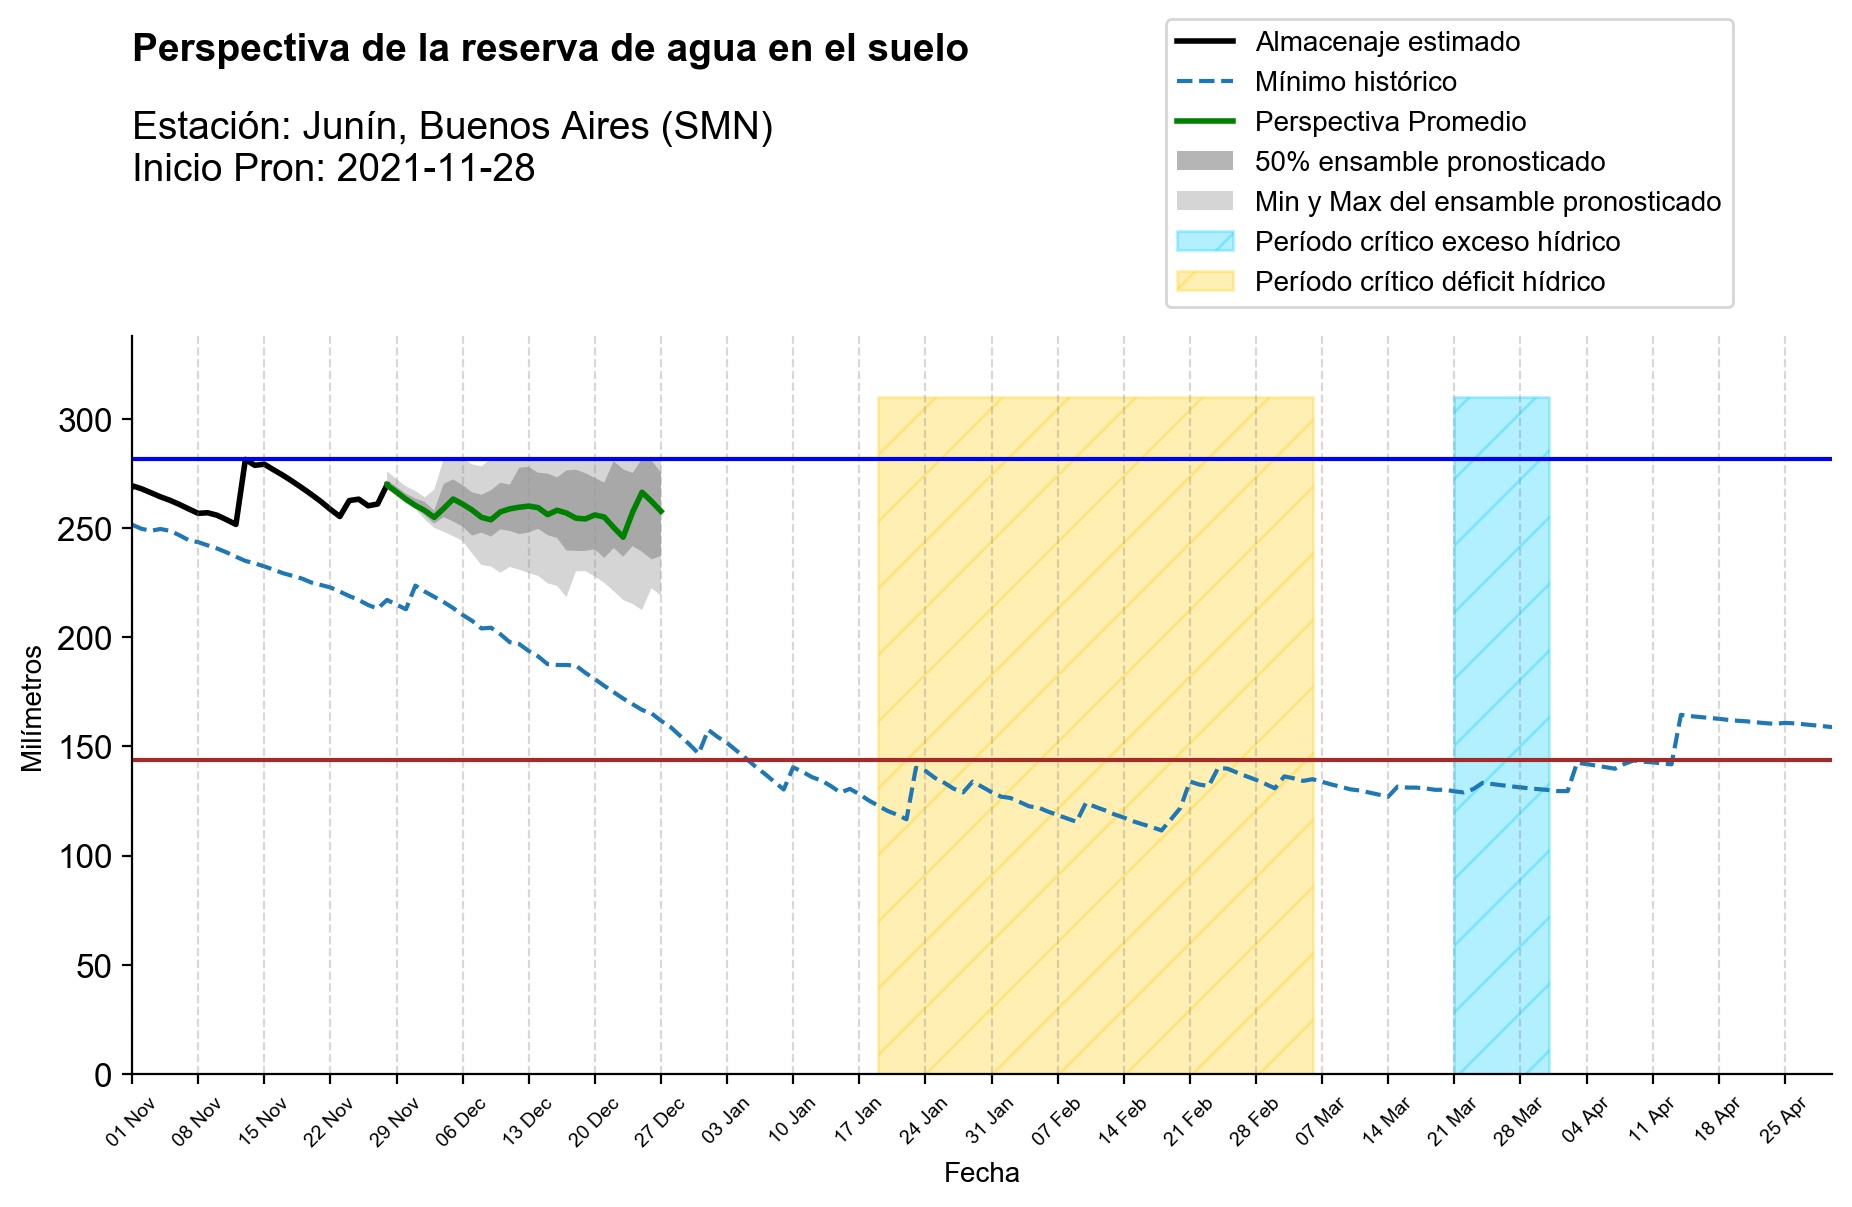 Perspectiva de la reserva de agua en el suelo
Estación: Junín, Buenos Aires (SMN)
Inicio Pron: 2021-11-28
Almacenaje estimado
Mínimo histórico
Perspectiva Promedio
50% ensamble pronosticado
Min y Max del ensamble pronosticado
Período crítico exceso hídrico
Período crítico déficit hídrico
Milímetros
300
250
200
150
100
50
0
01 Nov
08 Nov
15 Nov
22 Nov
29 Nov
06 Dec
13 Dec
20 Dec
27 Dec
03 Jan
10 Jan
17 Jan
24 Jan
31 Jan
07 Feb
14 Feb
21 Feb
28 Feb
07 Mar
14 Mar
21 Mar
28 Mar
04 Apr
11 Apr
18 Apr
25 Apr
Fecha